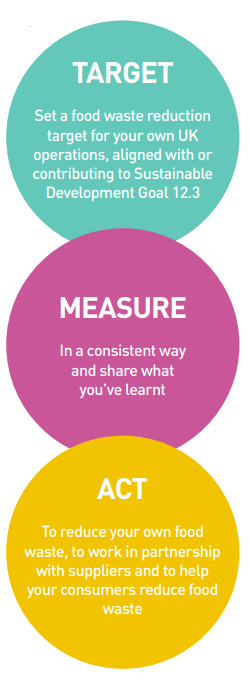 TARGET
Set a food waste reduction
target for your own UK
operations, aligned with or
contributing to Sustainable
Development Goal 12.3
MEASURE
In a consistent way
and share what
you've learnt
ACT
To reduce your own food
waste, to work in partnership
with suppliers and to help
your consumers reduce food
waste